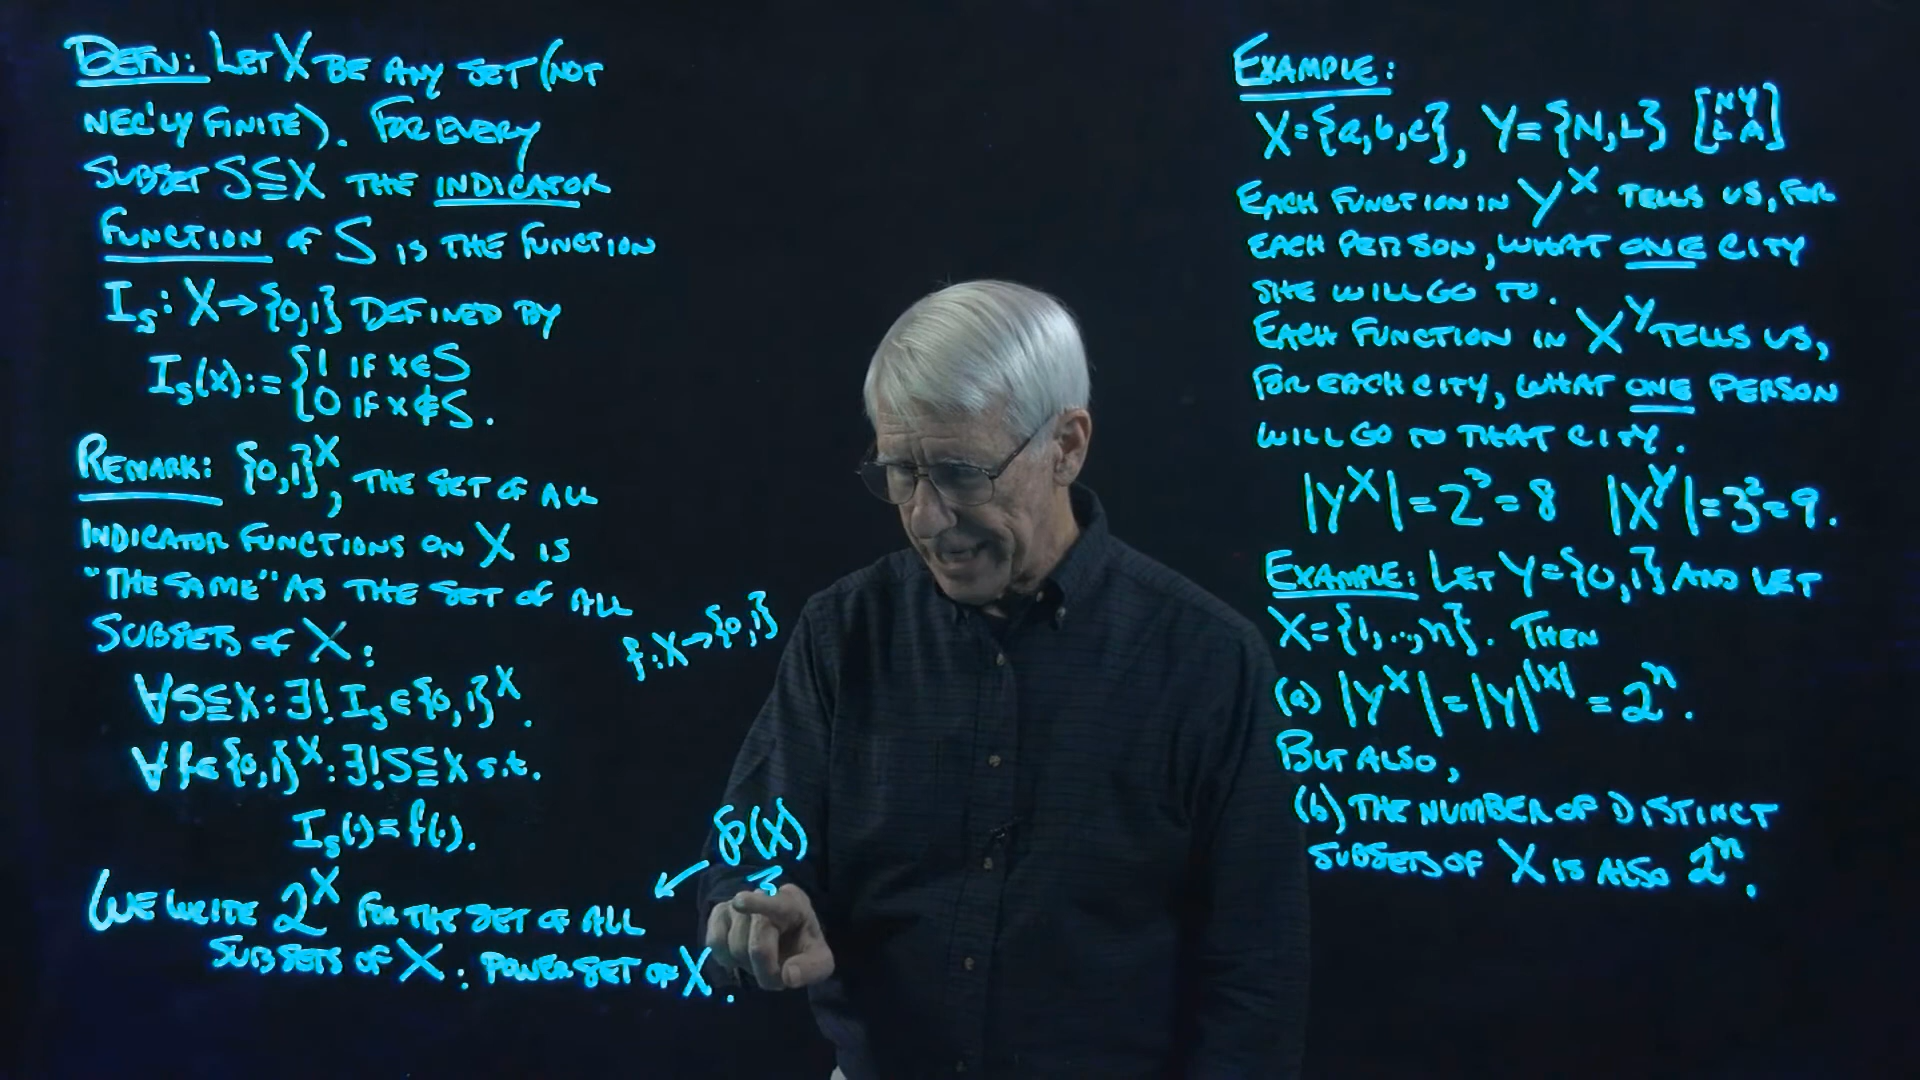 DEFN: LET X BE ANY SET (NOT
NEC'LY FINITE). FOR EVERY
SUBSET S⊆X THE INDICATOR
FUNCTION OF S IS THE FUNCTION
I_S: X→{0,1} DEFINED BY
I_S(x):= {1 IF x∈S
0 IF x∉S.
REMARK: {0,1}^X, THE SET OF ALL
INDICATOR FUNCTIONS ON X IS
"THE SAME" AS THE SET OF ALL
SUBSETS OF X:
∀S⊆X: ∃! I_S∈{0,1}^X.
∀f∈{0,1}^X: ∃!S⊆X s.t.
I_S(·)=f(·).
WE WRITE 2^X FOR THE SET OF ALL
SUBSETS OF X. POWER SET OF X.
f:X→{0,1}
℘(X)
EXAMPLE:
X={a,b,c}, Y={N,L} [NY
LA]
EACH FUNCTION IN Y^X TELLS US, FOR
EACH PERSON, WHAT ONE CITY
SHE WILL GO TO.
EACH FUNCTION IN X^Y TELLS US,
FOR EACH CITY, WHAT ONE PERSON
WILL GO TO THAT CITY.
|Y^X|=2^3=8 |X^Y|=3^2=9.
EXAMPLE: LET Y={0,1} AND LET
X={1,..,n}. THEN
(a) |Y^X|=|Y|^|X|=2^n.
BUT ALSO,
(b) THE NUMBER OF DISTINCT
SUBSETS OF X IS ALSO 2^n.